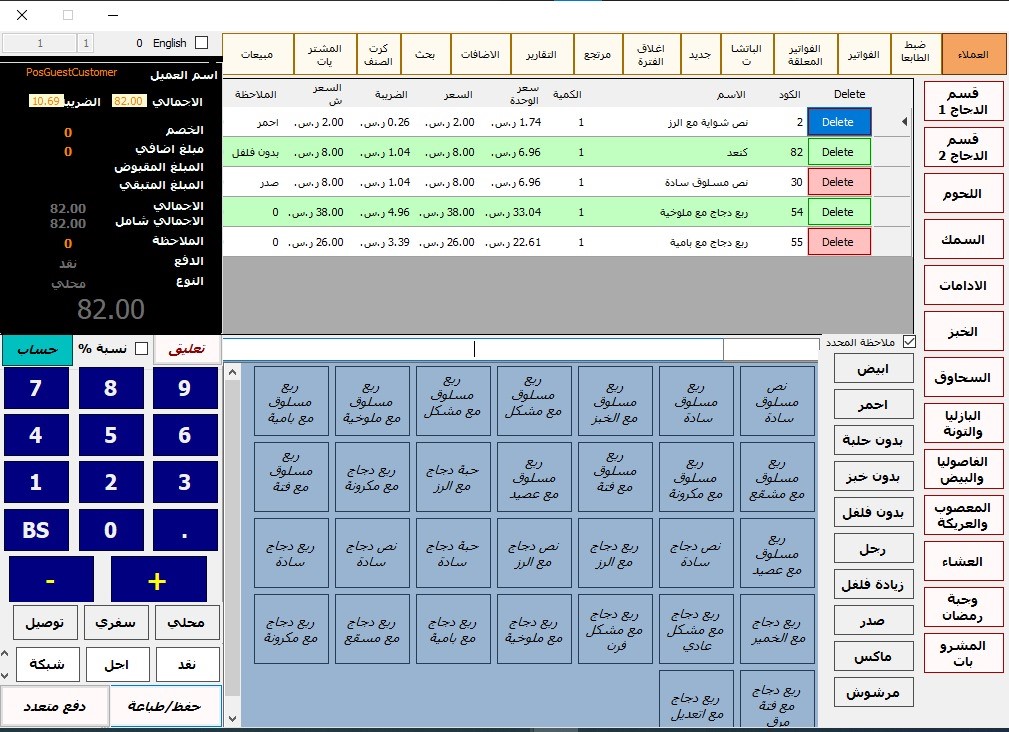 1 1 0 English
العملاء
ضبط
الطابعا
الفواتير
الفواتير
المعلقة
الباتشا
ت
جديد
اغلاق
الفترة
مرتجع
التقارير
الاضافات
بحث
كرت
الصنف
المشتر
يات
مبيعات
اسم العميل PosGuestCustomer
الاجمالي 82.00 الضريبة 10.69
الخصم 0
مبلغ اضافي 0
المبلغ المقبوض
المبلغ المتبقي
الاجمالي 82.00
الاجمالي شامل 82.00
الملاحظة 0
الدفع نقد
النوع محلي
82.00
Delete الكود الاسم الكمية سعر الوحدة السعر الضريبة السعر ش الملاحظة
Delete 2 نص شواية مع الرز 1 1.74 ر.س. 2.00 ر.س. 0.26 ر.س. 2.00 ر.س. احمر
Delete 82 كنعد 1 6.96 ر.س. 8.00 ر.س. 1.04 ر.س. 8.00 ر.س. بدون فلفل
Delete 30 نص مسلوق سادة 1 6.96 ر.س. 8.00 ر.س. 1.04 ر.س. 8.00 ر.س. صدر
Delete 54 ربع دجاج مع ملوخية 1 33.04 ر.س. 38.00 ر.س. 4.96 ر.س. 38.00 ر.س. 0
Delete 55 ربع دجاج مع بامية 1 22.61 ر.س. 26.00 ر.س. 3.39 ر.س. 26.00 ر.س. 0
قسم
الدجاج 1
قسم
الدجاج 2
اللحوم
السمك
الادامات
الخبز
السحاوق
البازليا
والتونة
الفاصوليا
والبيض
المعصوب
والعريكة
العشاء
وجبة
رمضان
المشرو
بات
ملاحظة المحدد
ابيض
احمر
بدون حلبة
بدون خبز
بدون فلفل
رجل
زيادة فلفل
صدر
ماكس
مرشوش
نص
مسلوق
سادة
ربع
مسلوق
سادة
ربع
مسلوق
مع الخبز
ربع
مسلوق
مع مشكل
ربع
مسلوق
مع مشكل
ربع
مسلوق
مع ملوخية
ربع
مسلوق
مع بامية
ربع
مسلوق
مع مشقع
ربع
مسلوق
مع مكرونة
ربع
مسلوق
مع فتة
ربع
مسلوق
مع عصيد
حبة دجاج
مع الرز
ربع دجاج
مع مكرونة
ربع
مسلوق
مع فتة
ربع
مسلوق
مع عصيد
نص دجاج
سادة
ربع دجاج
مع الرز
نص دجاج
مع الرز
حبة دجاج
سادة
نص دجاج
سادة
ربع دجاج
سادة
ربع دجاج
مع الخمير
ربع دجاج
مع مشكل
عادي
ربع دجاج
مع مشكل
فرن
ربع دجاج
مع ملوخية
ربع دجاج
مع بامية
ربع دجاج
مع مسقع
ربع دجاج
مع مكرونة
ربع دجاج
مع فتة
مرق
ربع دجاج
مع اتعديل
تعليق نسبة % حساب
7 8 9
4 5 6
1 2 3
BS 0 .
- +
محلي سفري توصيل
نقد اجل شبكة
حفظ/طباعة دفع متعدد